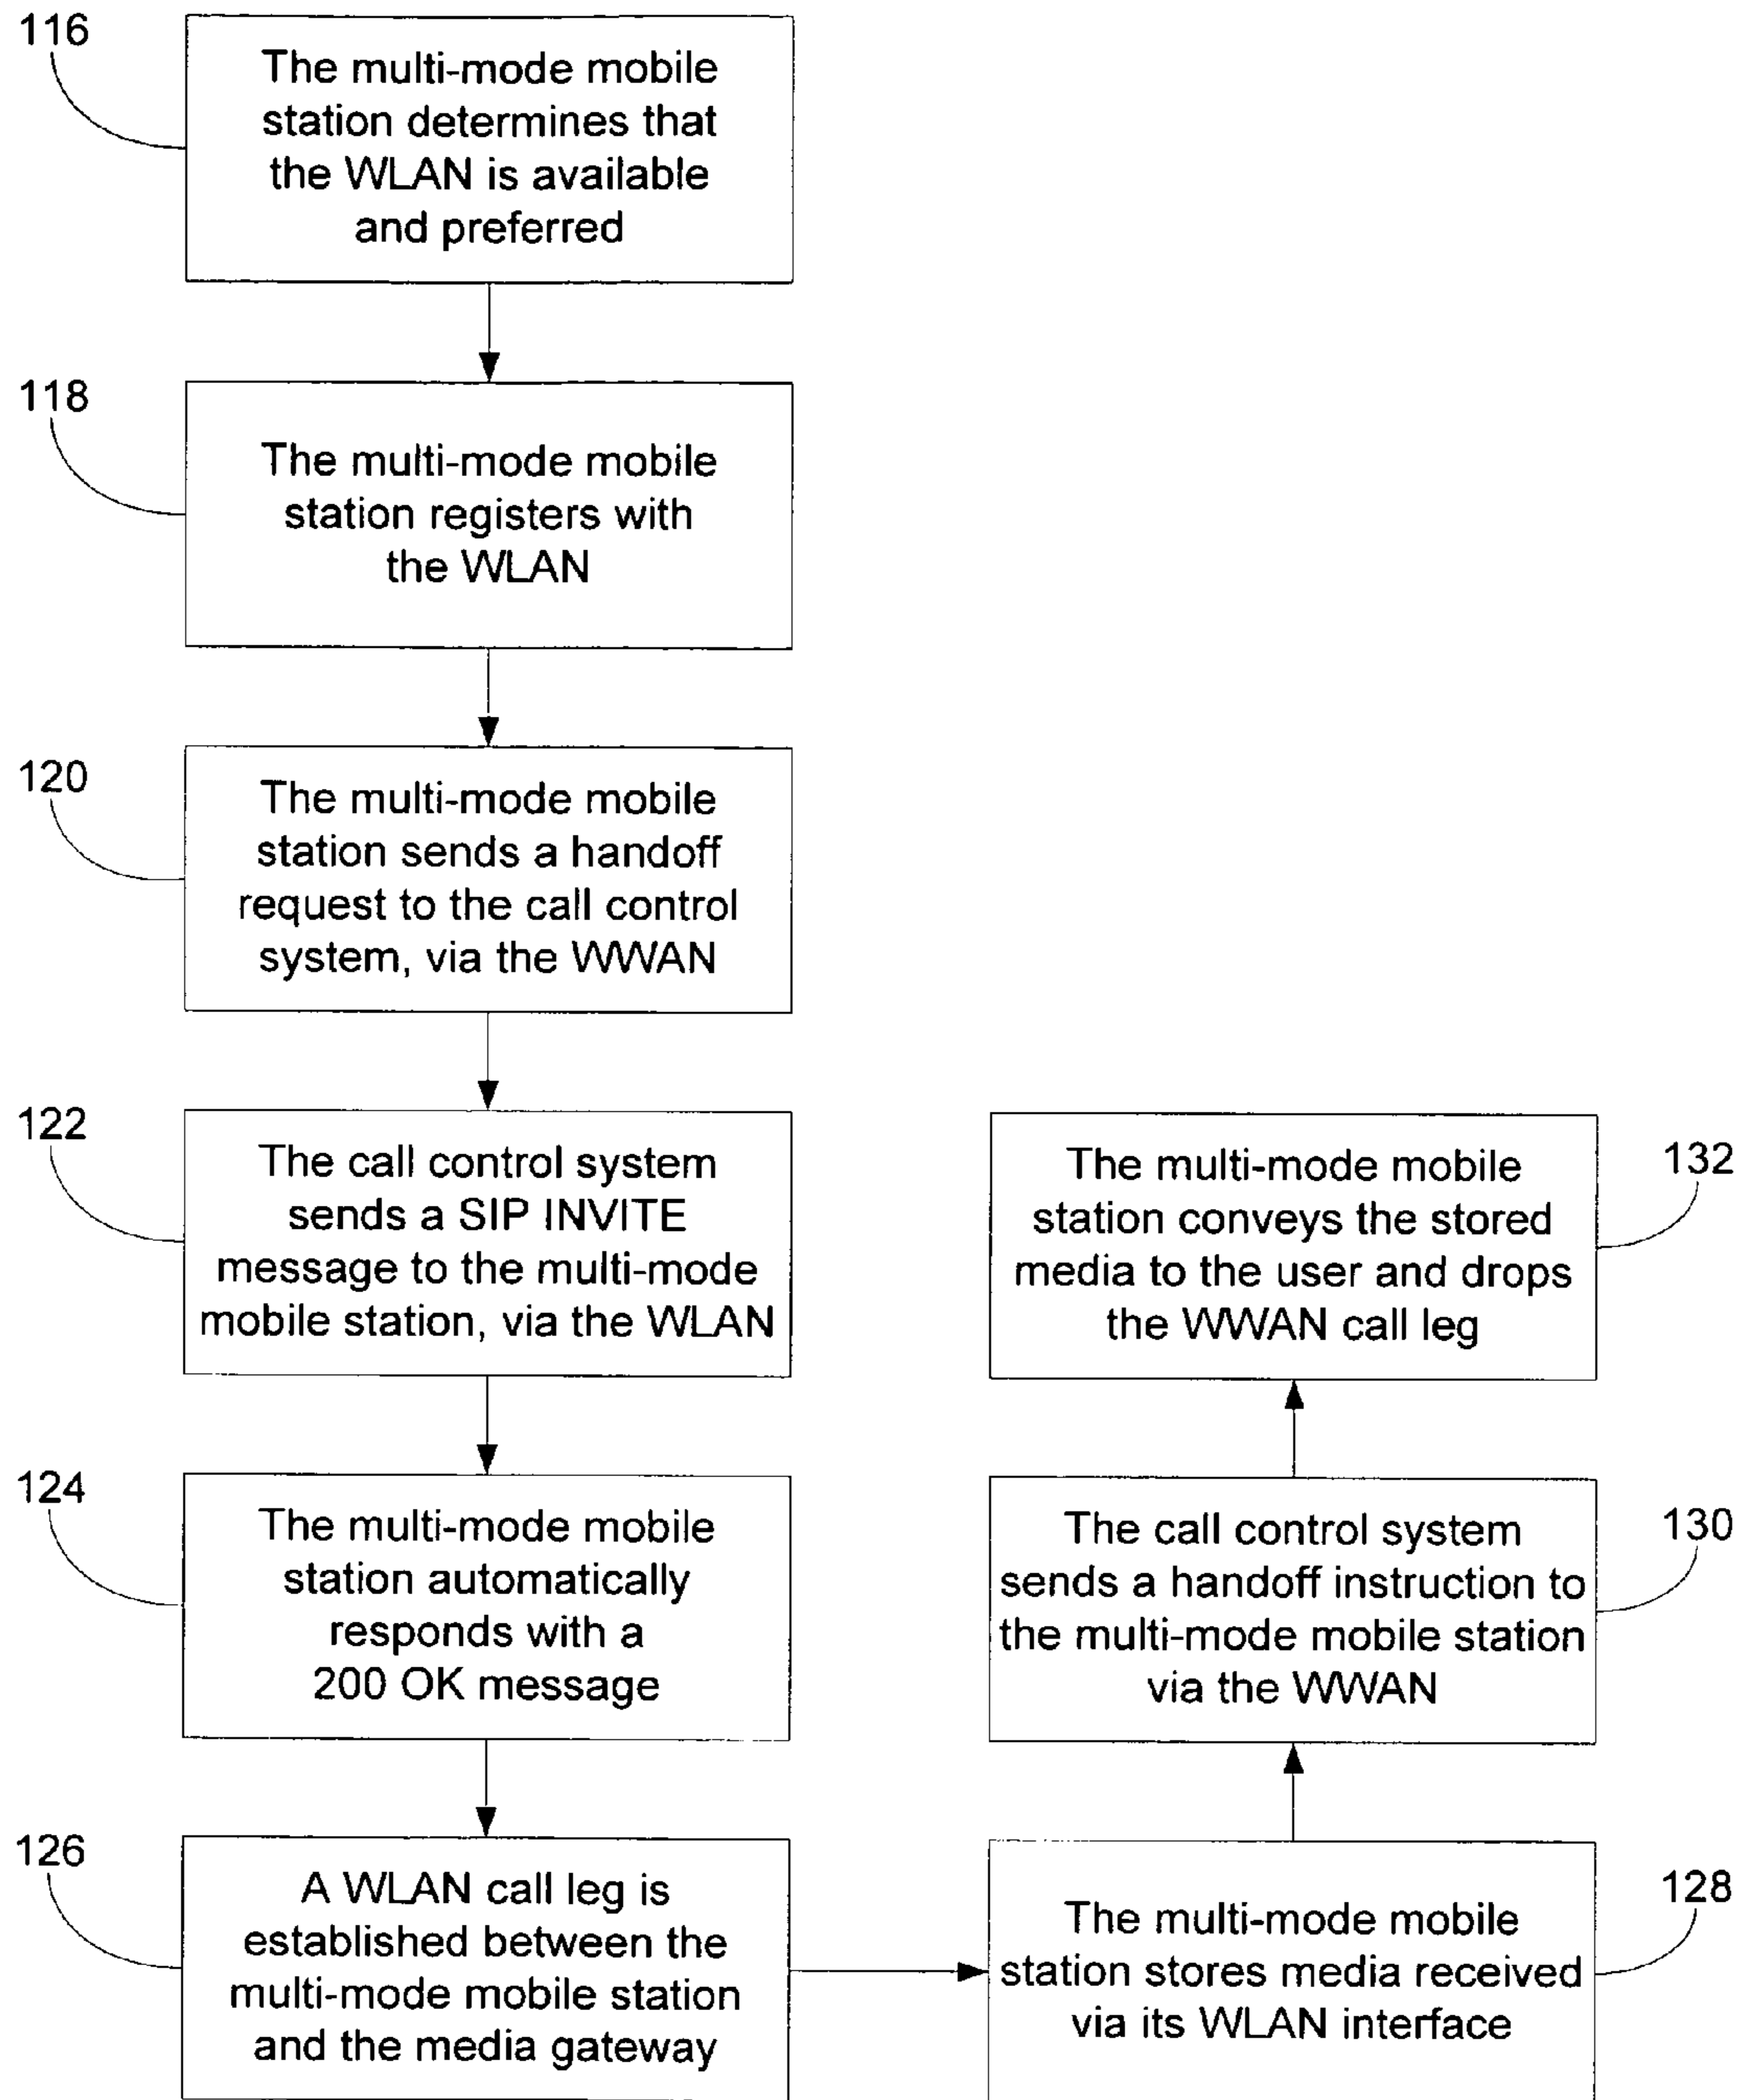 116
The multi-mode mobile
station determines that
the WLAN is available
and preferred
118
The multi-mode mobile
station registers with
the WLAN
120
The multi-mode mobile
station sends a handoff
request to the call control
system, via the WWAN
122
The call control system
sends a SIP INVITE
message to the multi-mode
mobile station, via the WLAN
124
The multi-mode mobile
station automatically
responds with a
200 OK message
126
A WLAN call leg is
established between the
multi-mode mobile station
and the media gateway
128
The multi-mode mobile
station stores media received
via its WLAN interface
130
The call control system
sends a handoff instruction to
the multi-mode mobile station
via the WWAN
132
The multi-mode mobile
station conveys the stored
media to the user and drops
the WWAN call leg